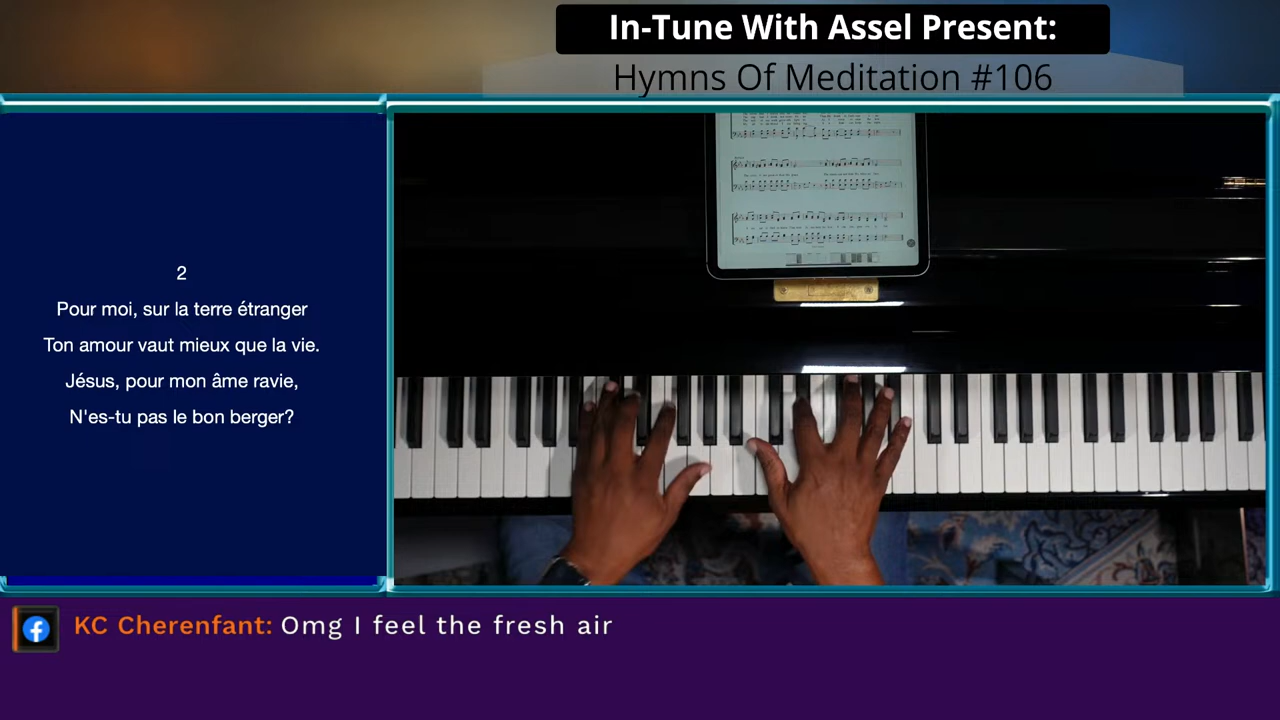 In-Tune With Assel Present:
Hymns Of Meditation #106
2
Pour moi, sur la terre étranger
Ton amour vaut mieux que la vie.
Jésus, pour mon âme ravie,
N'es-tu pas le bon berger?
KC Cherenfant: Omg I feel the fresh air